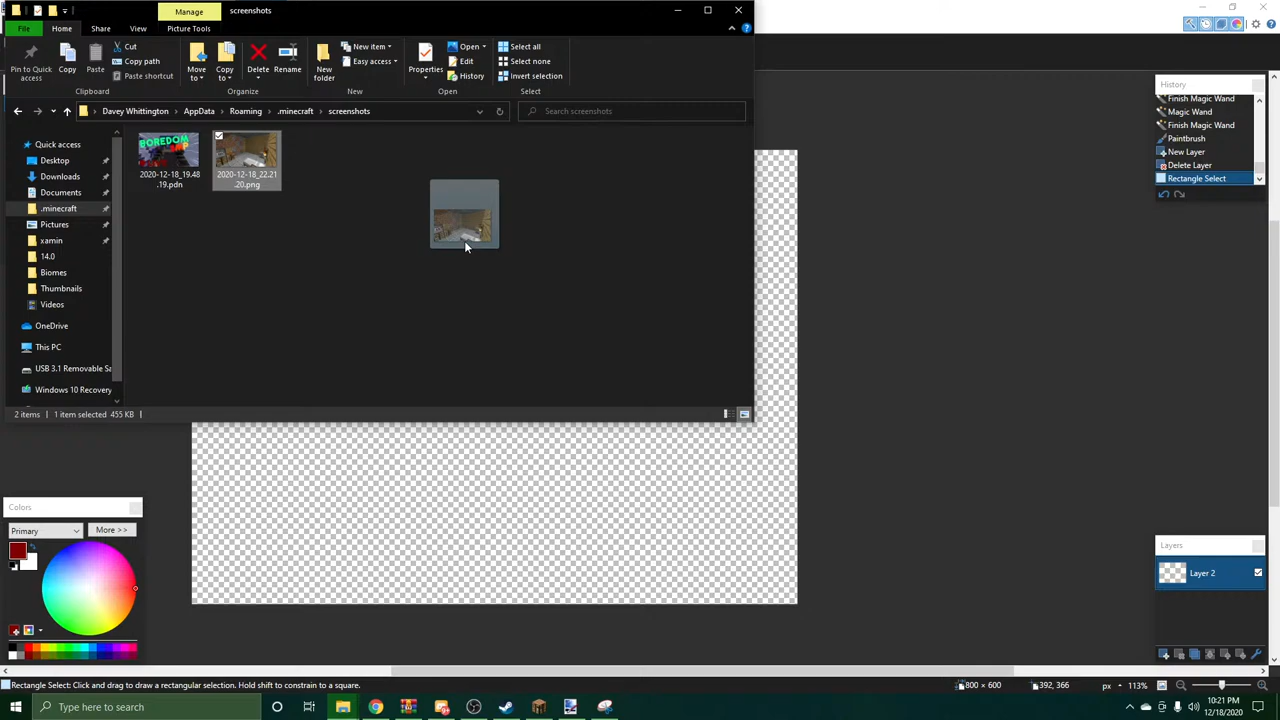 Manage
screenshots
File
Home
Share
View
Picture Tools
Pin to Quick access
Copy
Paste
Cut
Copy path
Paste shortcut
Clipboard
Move to
Copy to
Delete
Rename
Organize
New folder
New item
Easy access
New
Properties
Open
Edit
History
Open
Select all
Select none
Invert selection
Select
Davey Whittington > AppData > Roaming > .minecraft > screenshots
Search screenshots
Quick access
Desktop
Downloads
Documents
.minecraft
Pictures
xamin
14.0
Biomes
Thumbnails
Videos
OneDrive
This PC
USB 3.1 Removable Sa
Windows 10 Recovery
BOREDOM
2020-12-18_19.48
.19.pdn
2020-12-18_22.21
.20.png
2 items
1 item selected 455 KB
History
Finish Magic Wand
Magic Wand
Finish Magic Wand
Paintbrush
New Layer
Delete Layer
Rectangle Select
Colors
Primary
More >>
Layers
Layer 2
Rectangle Select: Click and drag to draw a rectangular selection. Hold shift to constrain to a square.
800 × 600
392, 366
px
113%
Type here to search
10:21 PM
12/18/2020